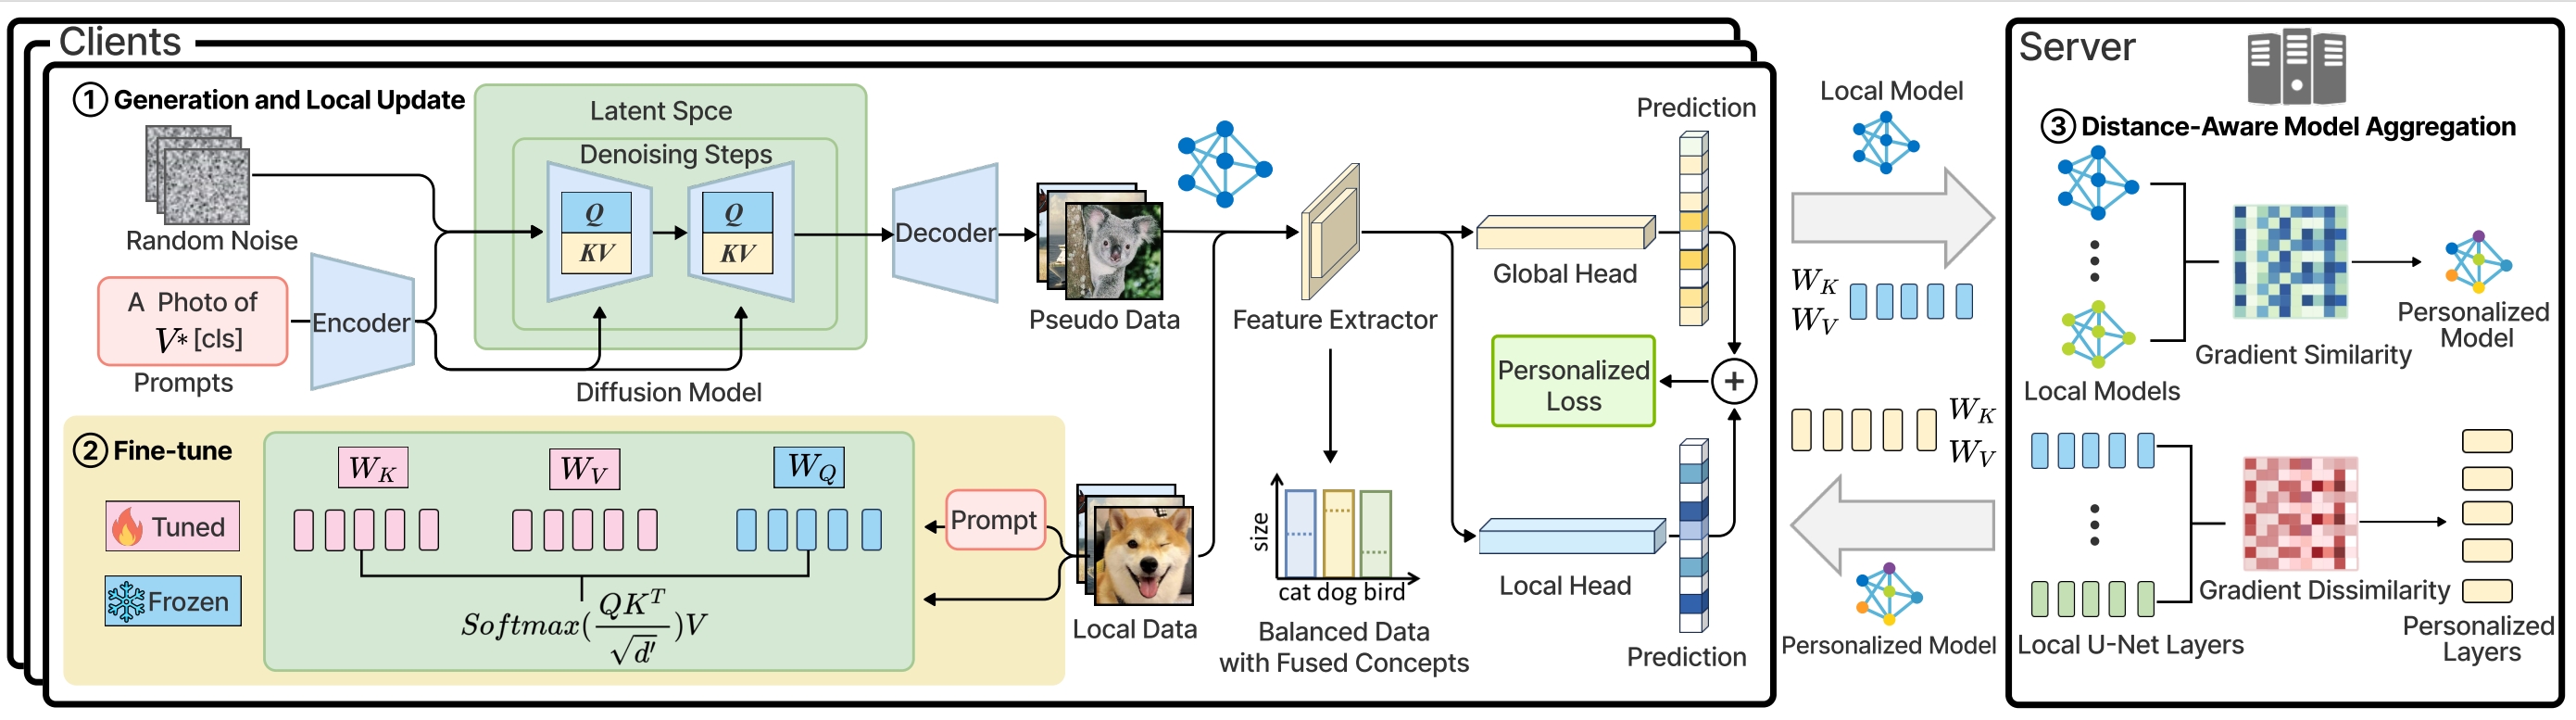 Clients
① Generation and Local Update
Random Noise
A Photo of
V* [cls]
Prompts
Encoder
Latent Spce
Denoising Steps
Q
KV
Q
KV
Diffusion Model
Decoder
Pseudo Data
Feature Extractor
Global Head
Prediction
Personalized
Loss
+
Local Head
Prediction
size
cat dog bird
Balanced Data
with Fused Concepts
② Fine-tune
Tuned
Frozen
W_K
W_V
W_Q
Softmax(QK^T/√d')V
Prompt
Local Data
Local Model
W_K
W_V
W_K
W_V
Personalized Model
Server
③ Distance-Aware Model Aggregation
Local Models
Gradient Similarity
Personalized
Model
Local U-Net Layers
Gradient Dissimilarity
Personalized
Layers